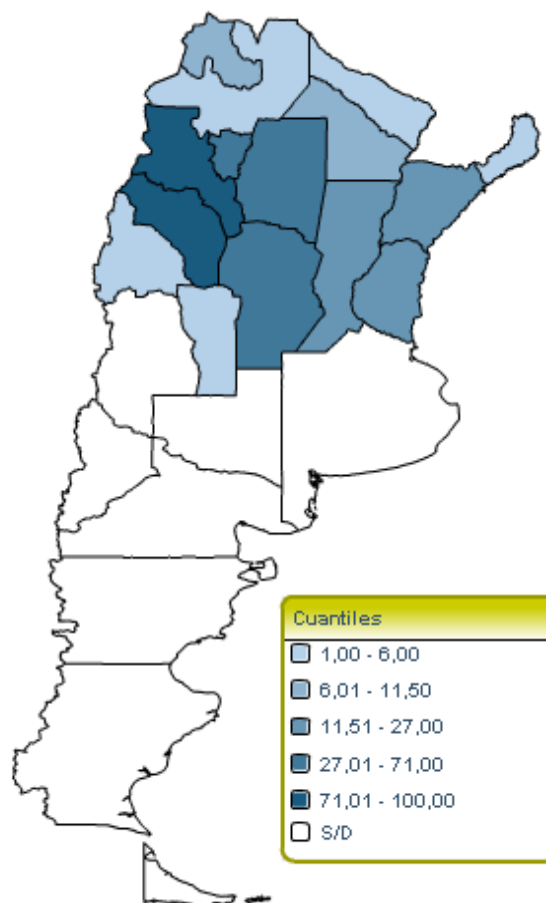 Cuantiles
1,00 - 6,00
6,01 - 11,50
11,51 - 27,00
27,01 - 71,00
71,01 - 100,00
S/D